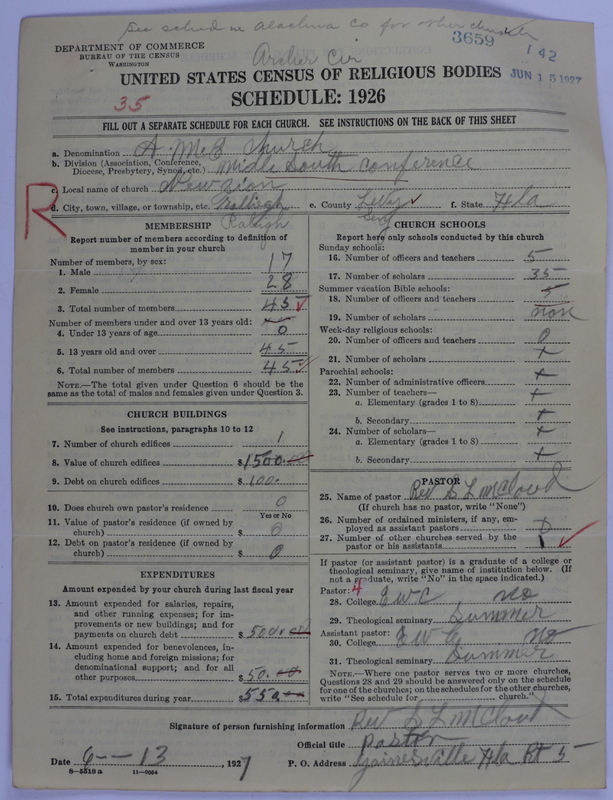 See sched in Alachua Co for other church
3659
142
DEPARTMENT OF COMMERCE
BUREAU OF THE CENSUS
WASHINGTON
Archer Cir
JUN 15 1927
UNITED STATES CENSUS OF RELIGIOUS BODIES
35
SCHEDULE: 1926
FILL OUT A SEPARATE SCHEDULE FOR EACH CHURCH. SEE INSTRUCTIONS ON THE BACK OF THIS SHEET
a. Denomination A. M. E. Church
b. Division (Association, Conference, Diocese, Presbytery, Synod, etc.) Middle South Conference
c. Local name of church New Zion
R
d. City, town, village, or township, etc. Raleigh e. County Levy ✓ f. State Fla
Raleigh Levy
MEMBERSHIP
Report number of members according to definition of member in your church
Number of members, by sex:
1. Male 17
2. Female 28
3. Total number of members 45 ✓
Number of members under and over 13 years old:
4. Under 13 years of age 0
5. 13 years old and over 45
6. Total number of members 45
NOTE.—The total given under Question 6 should be the same as the total of males and females given under Question 3.
CHURCH BUILDINGS
See instructions, paragraphs 10 to 12
7. Number of church edifices 1
8. Value of church edifices $1500.00
9. Debt on church edifices $100.
10. Does church own pastor's residence? 0
Yes or No
11. Value of pastor's residence (if owned by church) $ 0
12. Debt on pastor's residence (if owned by church) $ 0
EXPENDITURES
Amount expended by your church during last fiscal year
13. Amount expended for salaries, repairs, and other running expenses; for improvements or new buildings; and for payments on church debt $500.00
14. Amount expended for benevolences, including home and foreign missions; for denominational support; and for all other purposes $50.00
15. Total expenditures during year $550.00
CHURCH SCHOOLS
Report here only schools conducted by this church
Sunday schools:
16. Number of officers and teachers 5
17. Number of scholars 35
Summer vacation Bible schools:
18. Number of officers and teachers 5
19. Number of scholars none
Week-day religious schools:
20. Number of officers and teachers 0
21. Number of scholars +
Parochial schools:
22. Number of administrative officers +
23. Number of teachers— +
a. Elementary (grades 1 to 8)
b. Secondary +
24. Number of scholars— +
a. Elementary (grades 1 to 8)
b. Secondary +
PASTOR
25. Name of pastor Rev S L McCloud
(If church has no pastor, write "None")
26. Number of ordained ministers, if any, employed as assistant pastors 0
27. Number of other churches served by the pastor or his assistants 1 ✓
If pastor (or assistant pastor) is a graduate of a college or theological seminary, give name of institution below. (If not a graduate, write "No" in the space indicated.)
Pastor: 4
28. College E W C no
29. Theological seminary Summer
Assistant pastor:
30. College E W C no
31. Theological seminary Summer
NOTE.—Where one pastor serves two or more churches, Questions 28 and 29 should be answered only on the schedule for one of the churches; on the schedules for the other churches, write "See schedule for church."
Signature of person furnishing information Rev S L McCloud
Official title pastor
Date 6—13, 1927 P. O. Address Gainesville Fla Rt 5
8—5518 a 11—9054